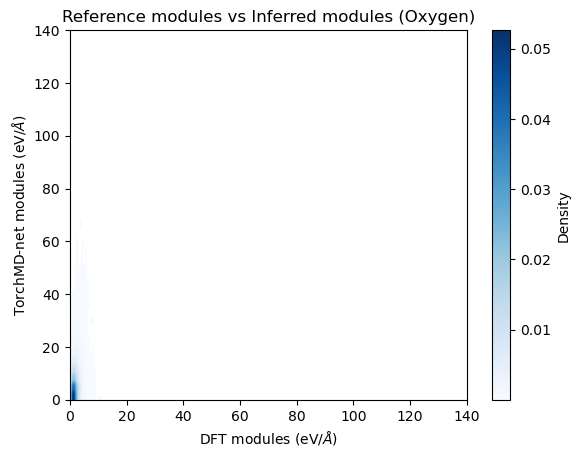 Reference modules vs Inferred modules (Oxygen)
TorchMD-net modules (eV/Å)
140
120
100
80
60
40
20
0
0 20 40 60 80 100 120 140
DFT modules (eV/Å)
0.05
0.04
0.03
0.02
0.01
Density